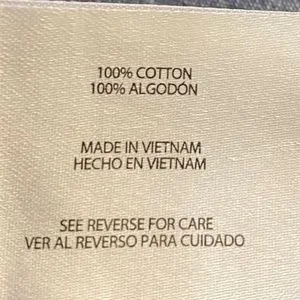 100% COTTON
100% ALGODÓN
MADE IN VIETNAM
HECHO EN VIETNAM
SEE REVERSE FOR CARE
VER AL REVERSO PARA CUIDADO